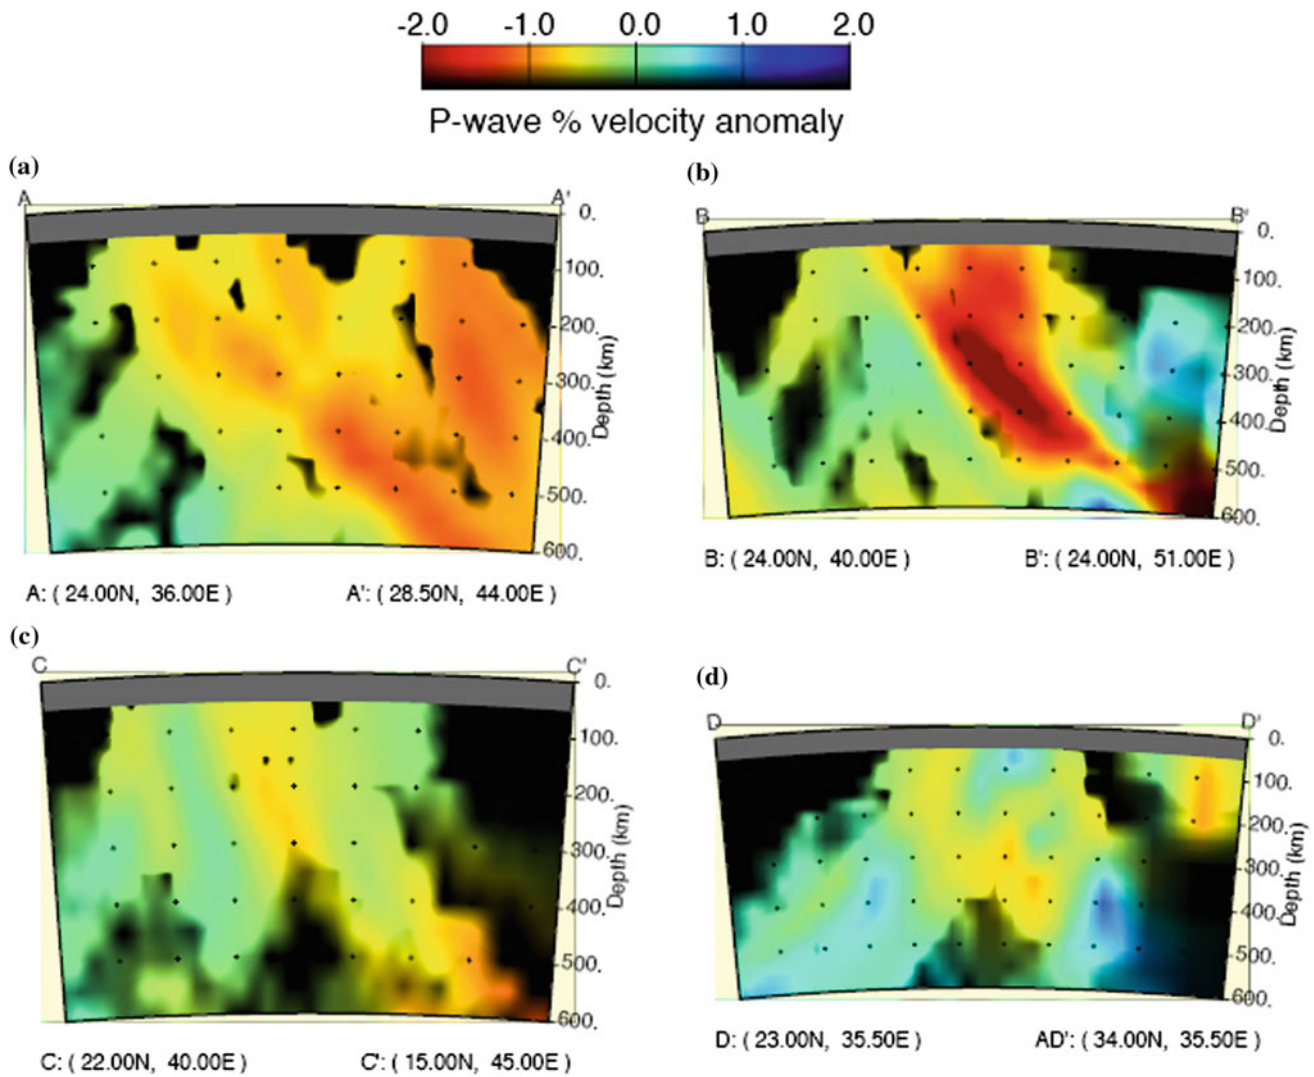 -2.0 -1.0 0.0 1.0 2.0
P-wave % velocity anomaly
(a)
A A'
0.
100.
200.
300.
400.
500.
600.
Depth (km)
A: ( 24.00N, 36.00E ) A': ( 28.50N, 44.00E )
(b)
B B'
0.
100.
200.
300.
400.
500.
600.
Depth (km)
B: ( 24.00N, 40.00E ) B': ( 24.00N, 51.00E )
(c)
C C'
0.
100.
200.
300.
400.
500.
600.
Depth (km)
C: ( 22.00N, 40.00E ) C': ( 15.00N, 45.00E )
(d)
D D'
0.
100.
200.
300.
400.
500.
600.
Depth (km)
D: ( 23.00N, 35.50E ) AD': ( 34.00N, 35.50E )